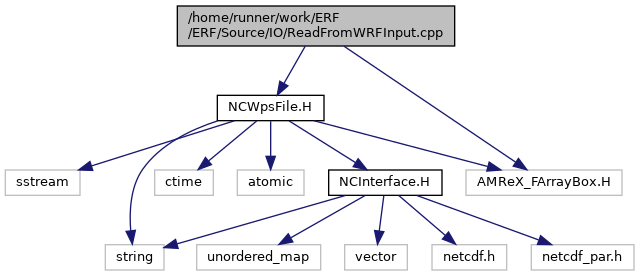 /home/runner/work/ERF
/ERF/Source/IO/ReadFromWRFInput.cpp
NCWpsFile.H
sstream
ctime
atomic
NCInterface.H
AMReX_FArrayBox.H
string
unordered_map
vector
netcdf.h
netcdf_par.h